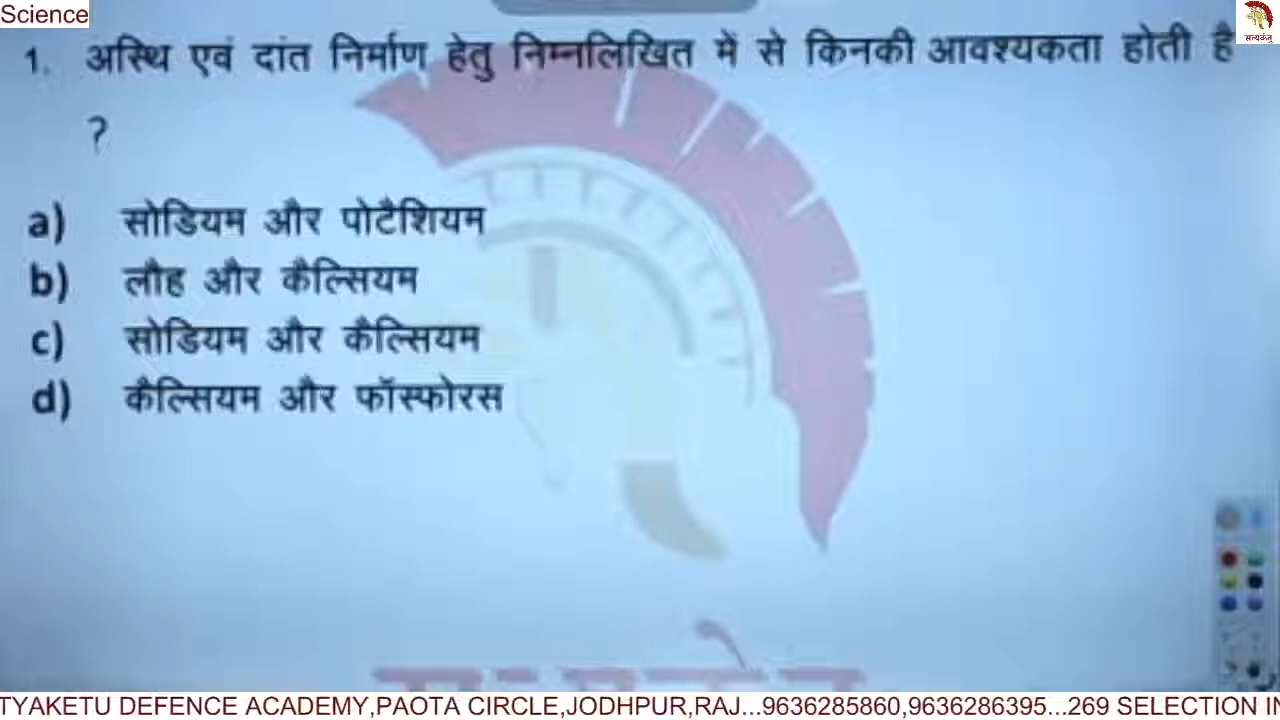 Science
1. अस्थि एवं दांत निर्माण हेतु निम्नलिखित में से किनकी आवश्यकता होती है
?
a) सोडियम और पोटैशियम
b) लौह और कैल्सियम
c) सोडियम और कैल्सियम
d) कैल्सियम और फॉस्फोरस
TYAKETU DEFENCE ACADEMY,PAOTA CIRCLE,JODHPUR,RAJ...9636285860,9636286395...269 SELECTION I